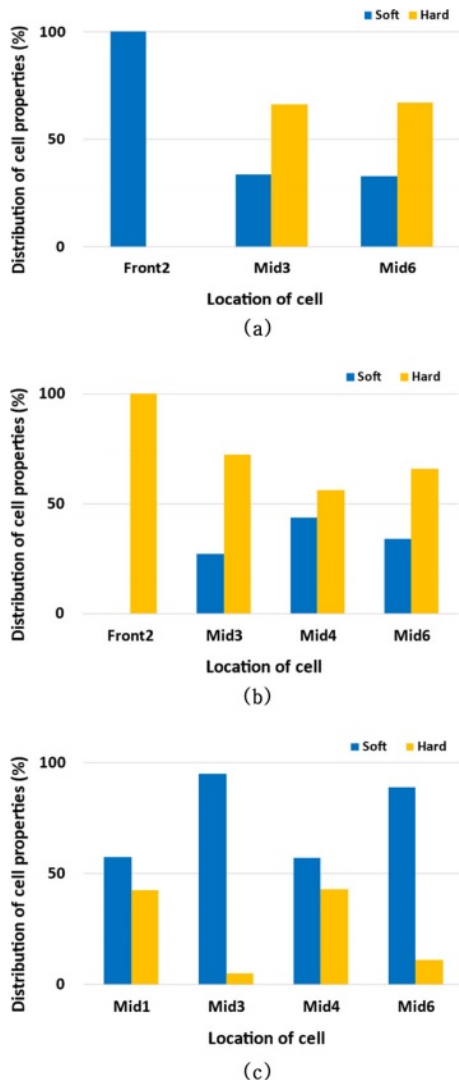 Soft Hard
Distribution of cell properties (%)
100
50
0
Front2 Mid3 Mid6
Location of cell
(a)
Soft Hard
Distribution of cell properties (%)
100
50
0
Front2 Mid3 Mid4 Mid6
Location of cell
(b)
Soft Hard
Distribution of cell properties (%)
100
50
0
Mid1 Mid3 Mid4 Mid6
Location of cell
(c)